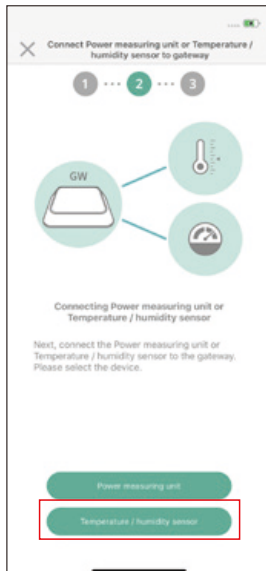 Connect Power measuring unit or Temperature /
humidity sensor to gateway
1 ... 2 ... 3
GW
Connecting Power measuring unit or
Temperature / humidity sensor
Next, connect the Power measuring unit or
Temperature / humidity sensor to the gateway.
Please select the device.
Power measuring unit
Temperature / humidity sensor